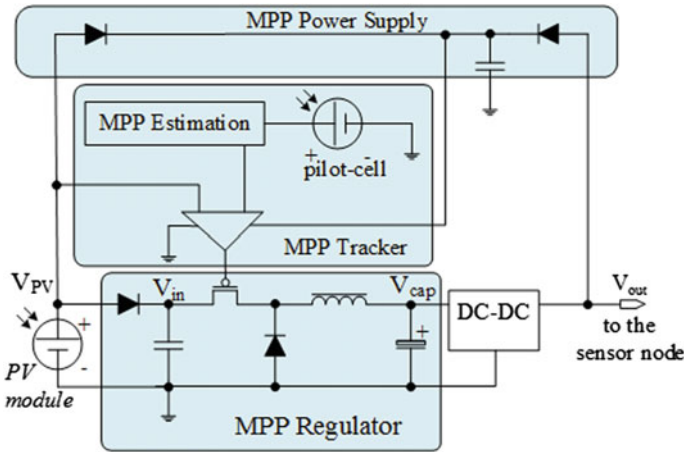 MPP Power Supply
MPP Estimation
+ -
pilot-cell
MPP Tracker
V_PV
V_in
V_cap
V_out
DC-DC
to the
sensor node
+
+
-
PV
module
MPP Regulator